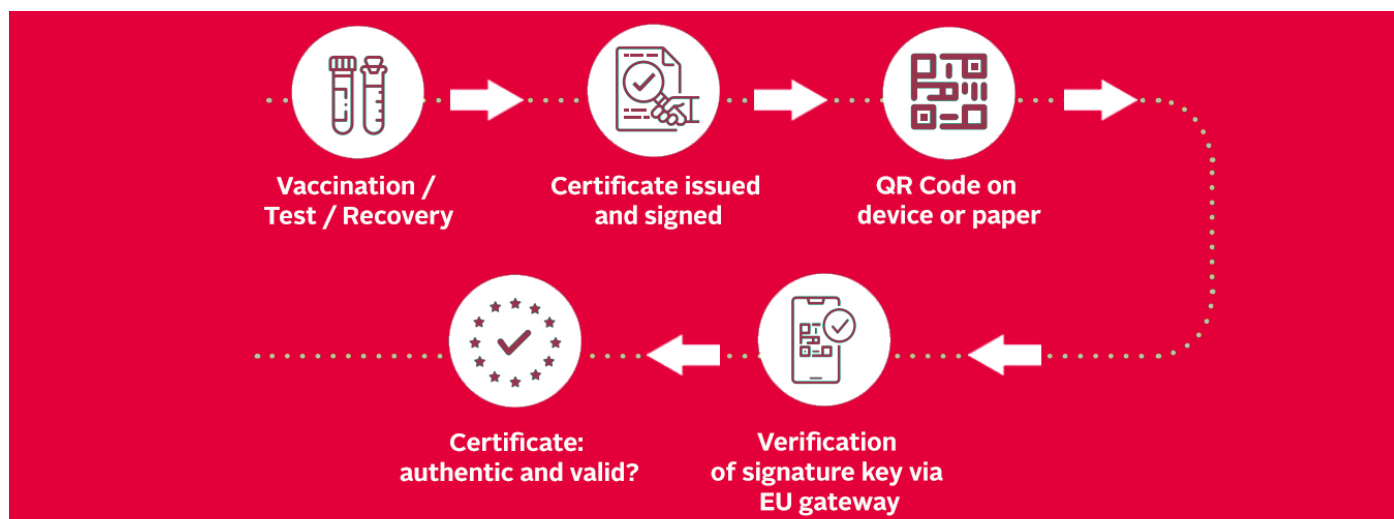 Vaccination /
Test / Recovery
Certificate issued
and signed
QR Code on
device or paper
Verification
of signature key via
EU gateway
Certificate:
authentic and valid?